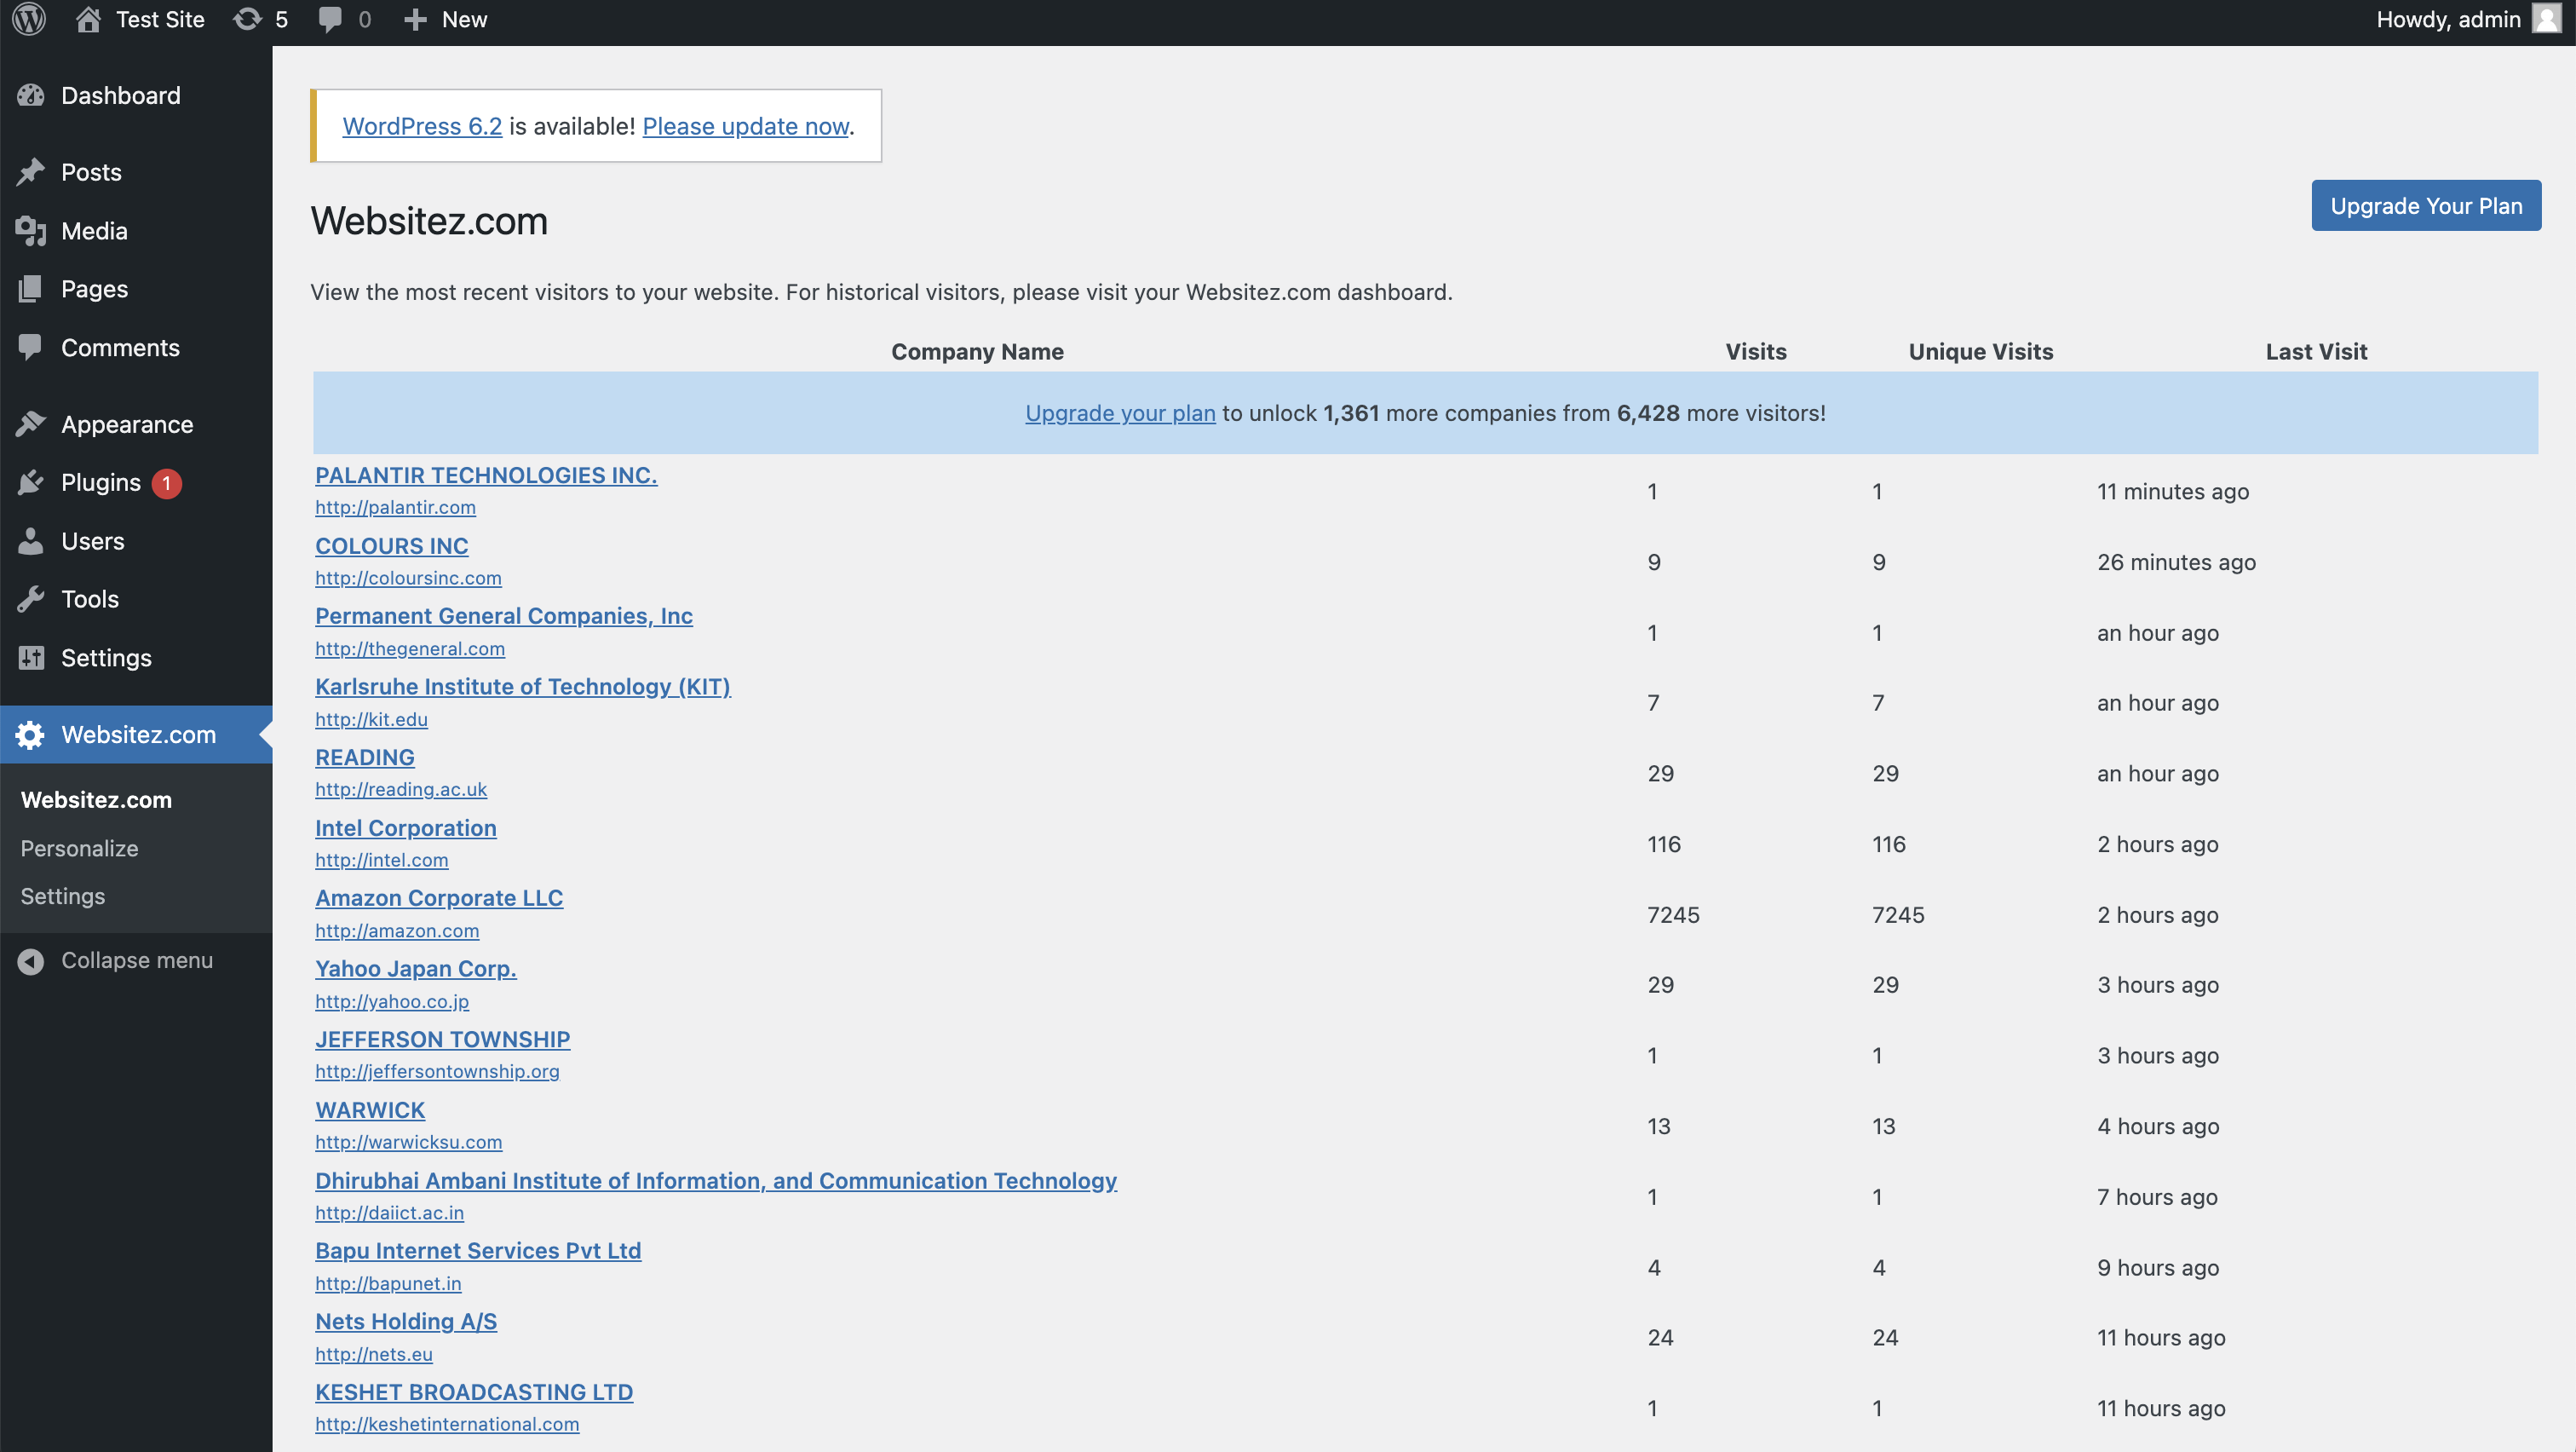 Test Site 5 0 New Howdy, admin
Dashboard
Posts
Media
Pages
Comments
Appearance
Plugins 1
Users
Tools
Settings
Websitez.com
Websitez.com
Personalize
Settings
Collapse menu
WordPress 6.2 is available! Please update now.
Websitez.com
Upgrade Your Plan
View the most recent visitors to your website. For historical visitors, please visit your Websitez.com dashboard.
Company Name Visits Unique Visits Last Visit
Upgrade your plan to unlock 1,361 more companies from 6,428 more visitors!
PALANTIR TECHNOLOGIES INC.
http://palantir.com
1 1 11 minutes ago
COLOURS INC
http://coloursinc.com
9 9 26 minutes ago
Permanent General Companies, Inc
http://thegeneral.com
1 1 an hour ago
Karlsruhe Institute of Technology (KIT)
http://kit.edu
7 7 an hour ago
READING
http://reading.ac.uk
29 29 an hour ago
Intel Corporation
http://intel.com
116 116 2 hours ago
Amazon Corporate LLC
http://amazon.com
7245 7245 2 hours ago
Yahoo Japan Corp.
http://yahoo.co.jp
29 29 3 hours ago
JEFFERSON TOWNSHIP
http://jeffersontownship.org
1 1 3 hours ago
WARWICK
http://warwicksu.com
13 13 4 hours ago
Dhirubhai Ambani Institute of Information, and Communication Technology
http://daiict.ac.in
1 1 7 hours ago
Bapu Internet Services Pvt Ltd
http://bapunet.in
4 4 9 hours ago
Nets Holding A/S
http://nets.eu
24 24 11 hours ago
KESHET BROADCASTING LTD
http://keshetinternational.com
1 1 11 hours ago